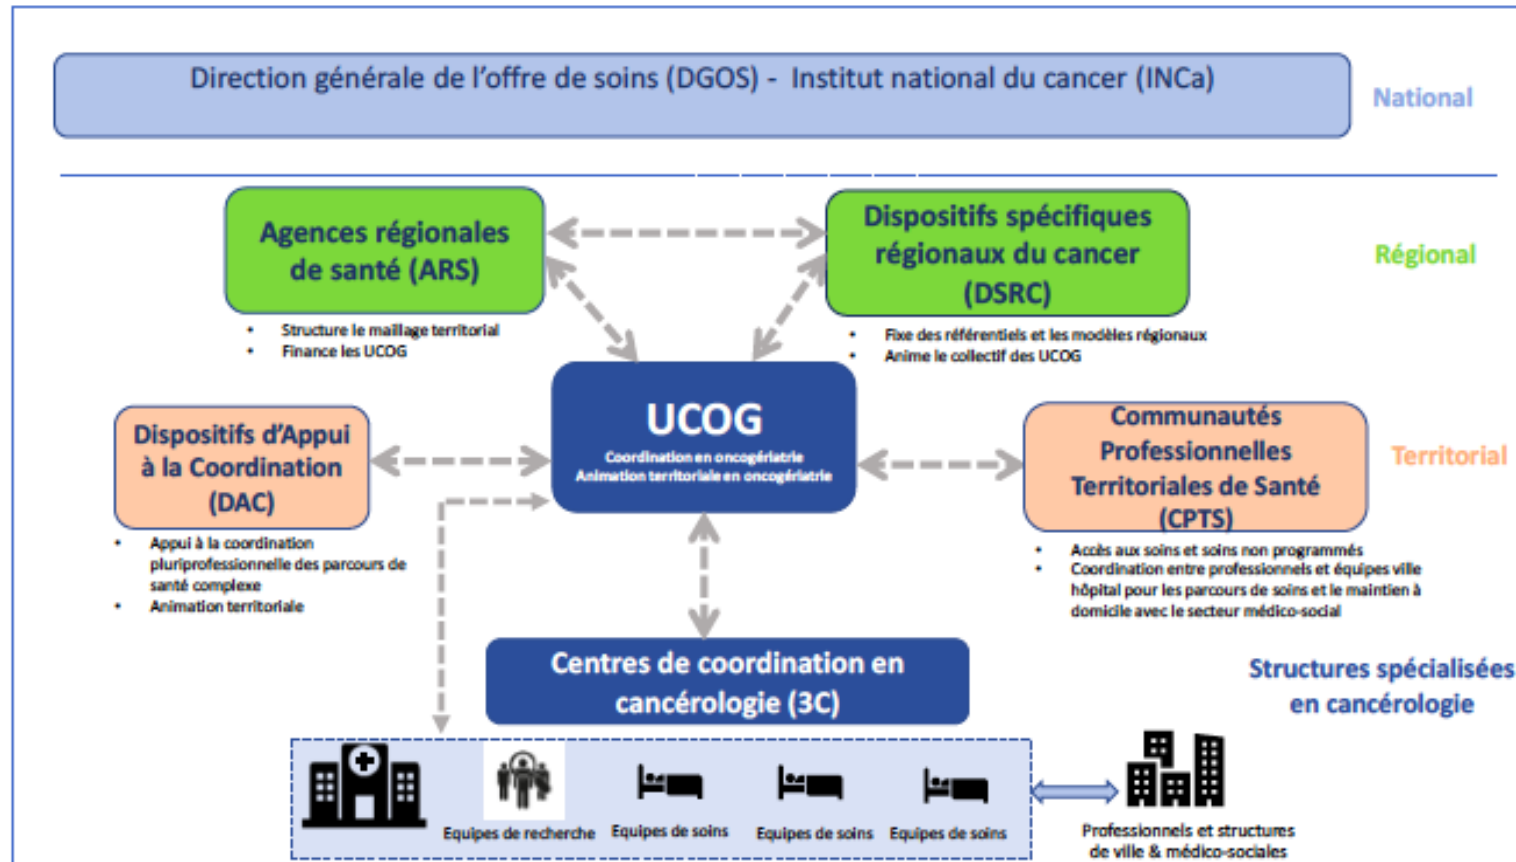 Direction générale de l'offre de soins (DGOS) - Institut national du cancer (INCa)
National
Agences régionales
de santé (ARS)
Dispositifs spécifiques
régionaux du cancer
(DSRC)
Régional
• Structure le maillage territorial
• Finance les UCOG
• Fixe des référentiels et les modèles régionaux
• Anime le collectif des UCOG
UCOG
Coordination en oncogériatrie
Animation territoriale en oncogériatrie
Dispositifs d'Appui
à la Coordination
(DAC)
Communautés
Professionnelles
Territoriales de Santé
(CPTS)
Territorial
• Appui à la coordination
pluriprofessionnelle des parcours de
santé complexe
• Animation territoriale
• Accès aux soins et soins non programmés
• Coordination entre professionnels et équipes ville
hôpital pour les parcours de soins et le maintien à
domicile avec le secteur médico-social
Centres de coordination en
cancérologie (3C)
Structures spécialisées
en cancérologie
Equipes de recherche
Equipes de soins
Equipes de soins
Equipes de soins
Professionnels et structures
de ville & médico-sociales